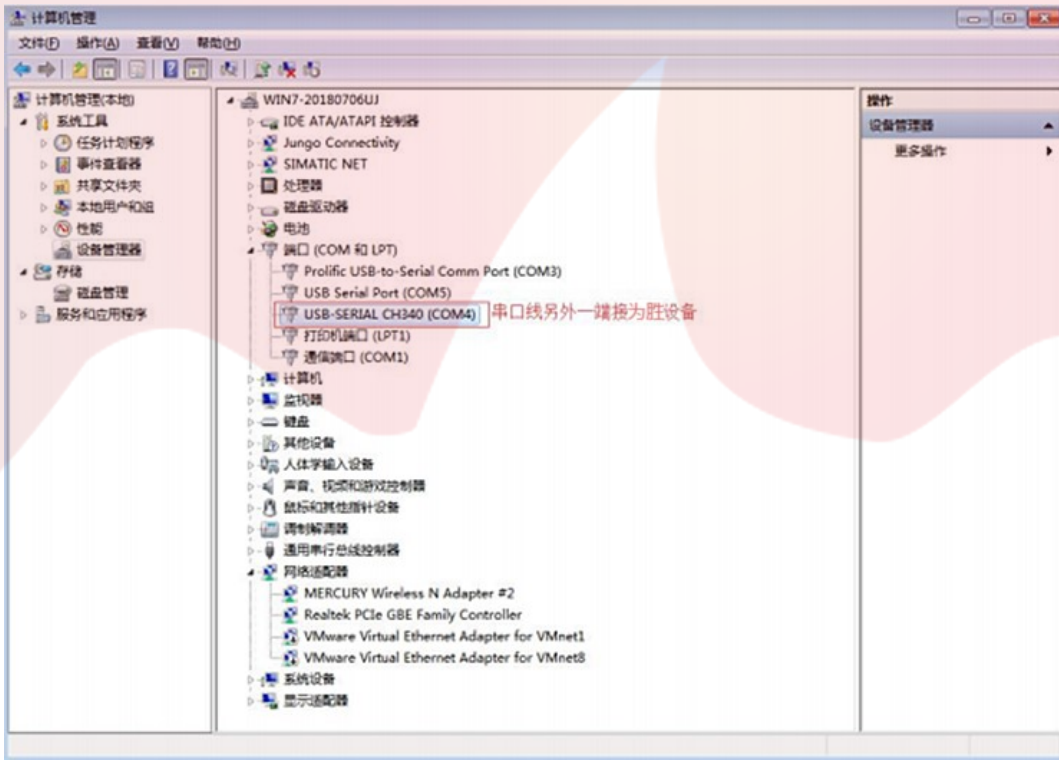 计算机管理
文件(F) 操作(A) 查看(V) 帮助(H)
计算机管理(本地)
系统工具
任务计划程序
事件查看器
共享文件夹
本地用户和组
性能
设备管理器
存储
磁盘管理
服务和应用程序
WIN7-20180706UJ
IDE ATA/ATAPI 控制器
Jungo Connectivity
SIMATIC NET
处理器
磁盘驱动器
电池
端口 (COM 和 LPT)
Prolific USB-to-Serial Comm Port (COM3)
USB Serial Port (COM5)
USB-SERIAL CH340 (COM4) 串口线另外一端接为胜设备
打印机端口 (LPT1)
通信端口 (COM1)
计算机
监视器
键盘
其他设备
人体学输入设备
声音、视频和游戏控制器
鼠标和其他指针设备
调制解调器
通用串行总线控制器
网络适配器
MERCURY Wireless N Adapter #2
Realtek PCIe GBE Family Controller
VMware Virtual Ethernet Adapter for VMnet1
VMware Virtual Ethernet Adapter for VMnet8
系统设备
显示适配器
操作
设备管理器
更多操作